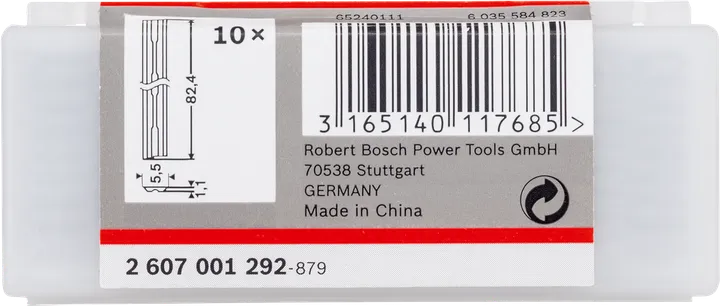 65240111 6 035 584 823
10×
82,4
5,5
1,1
3 165140 117685 >
Robert Bosch Power Tools GmbH
70538 Stuttgart
GERMANY
Made in China
2 607 001 292-879